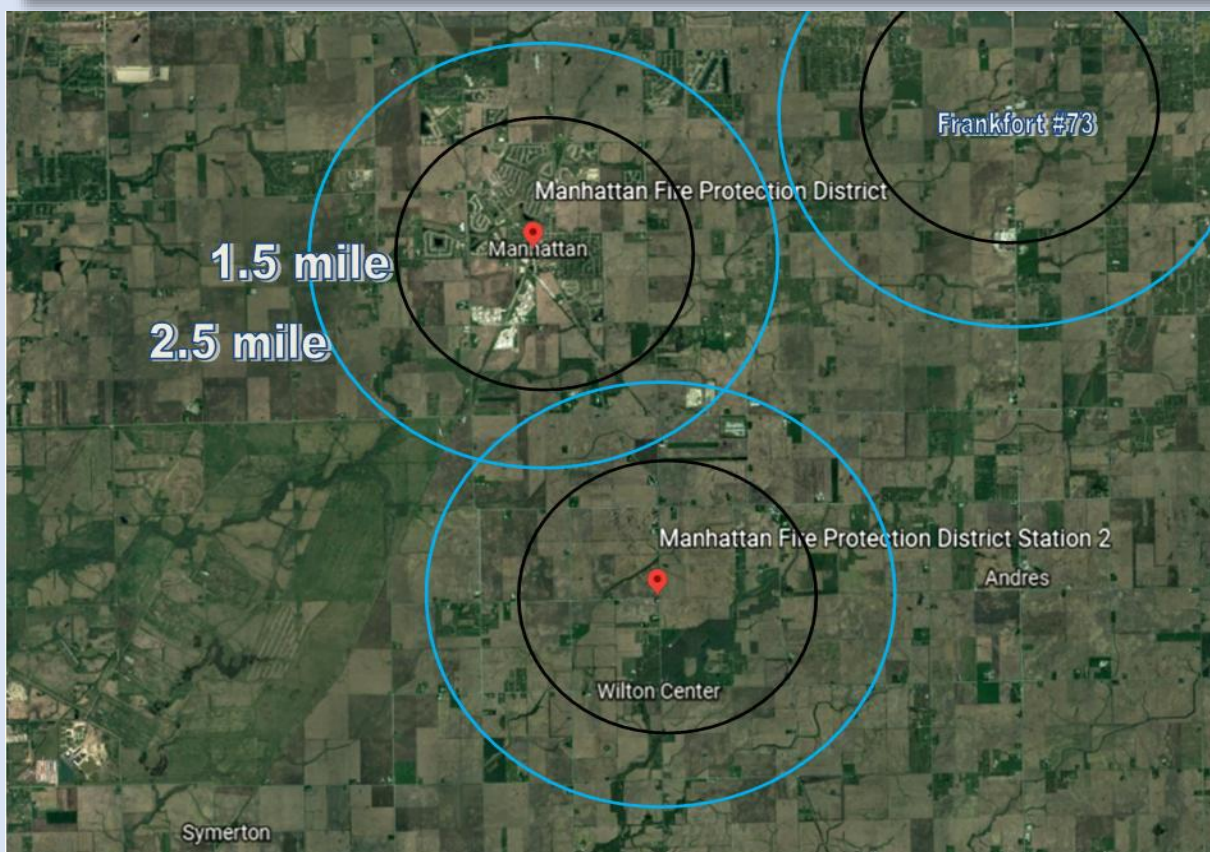 Frankfort #73
Manhattan Fire Protection District
Manhattan
1.5 mile
2.5 mile
Manhattan Fire Protection District Station 2
Andres
Wilton Center
Symerton